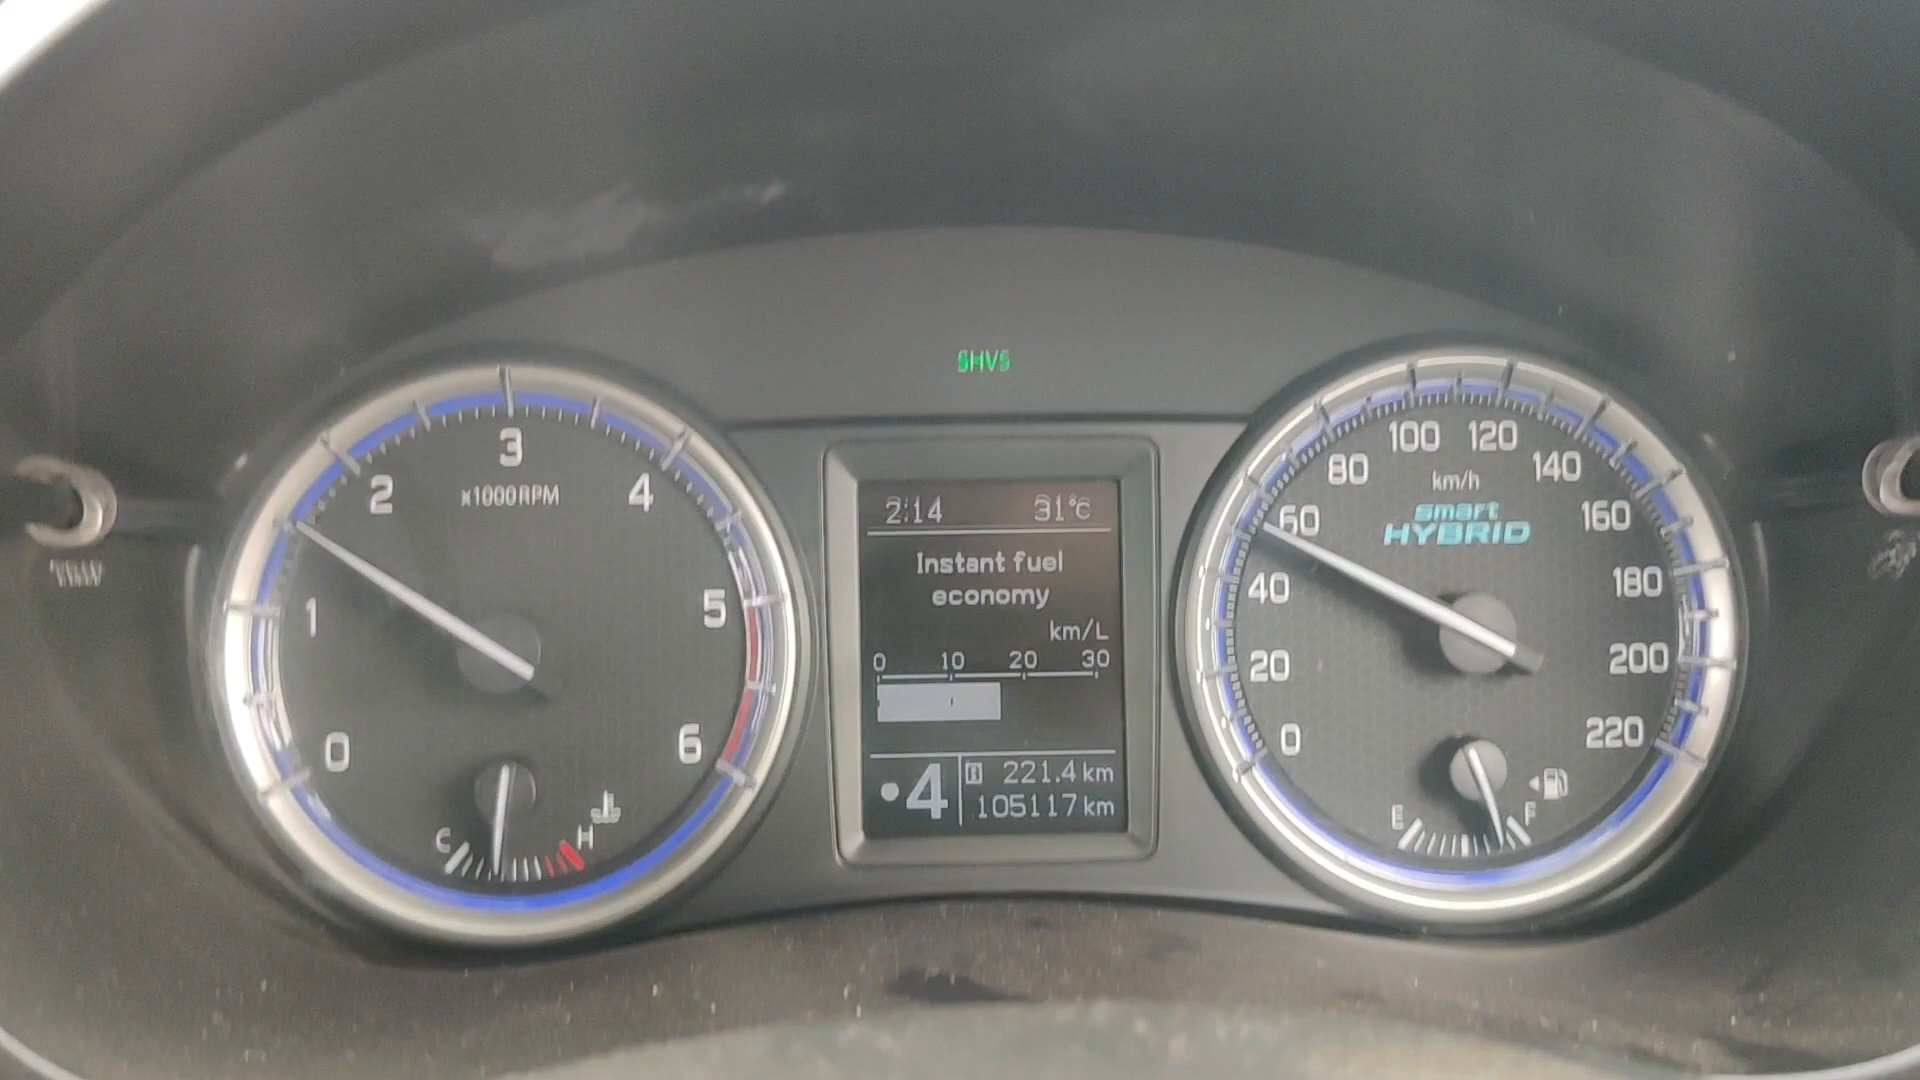 SHVS
3
2
4
x1000RPM
1
5
0
6
C
H
2:14 31°C
Instant fuel
economy
km/L
0 10 20 30
•4
B 221.4 km
105117 km
100 120
80 140
km/h
smart
HYBRID
60 160
40 180
20 200
0 220
E F
TRIP